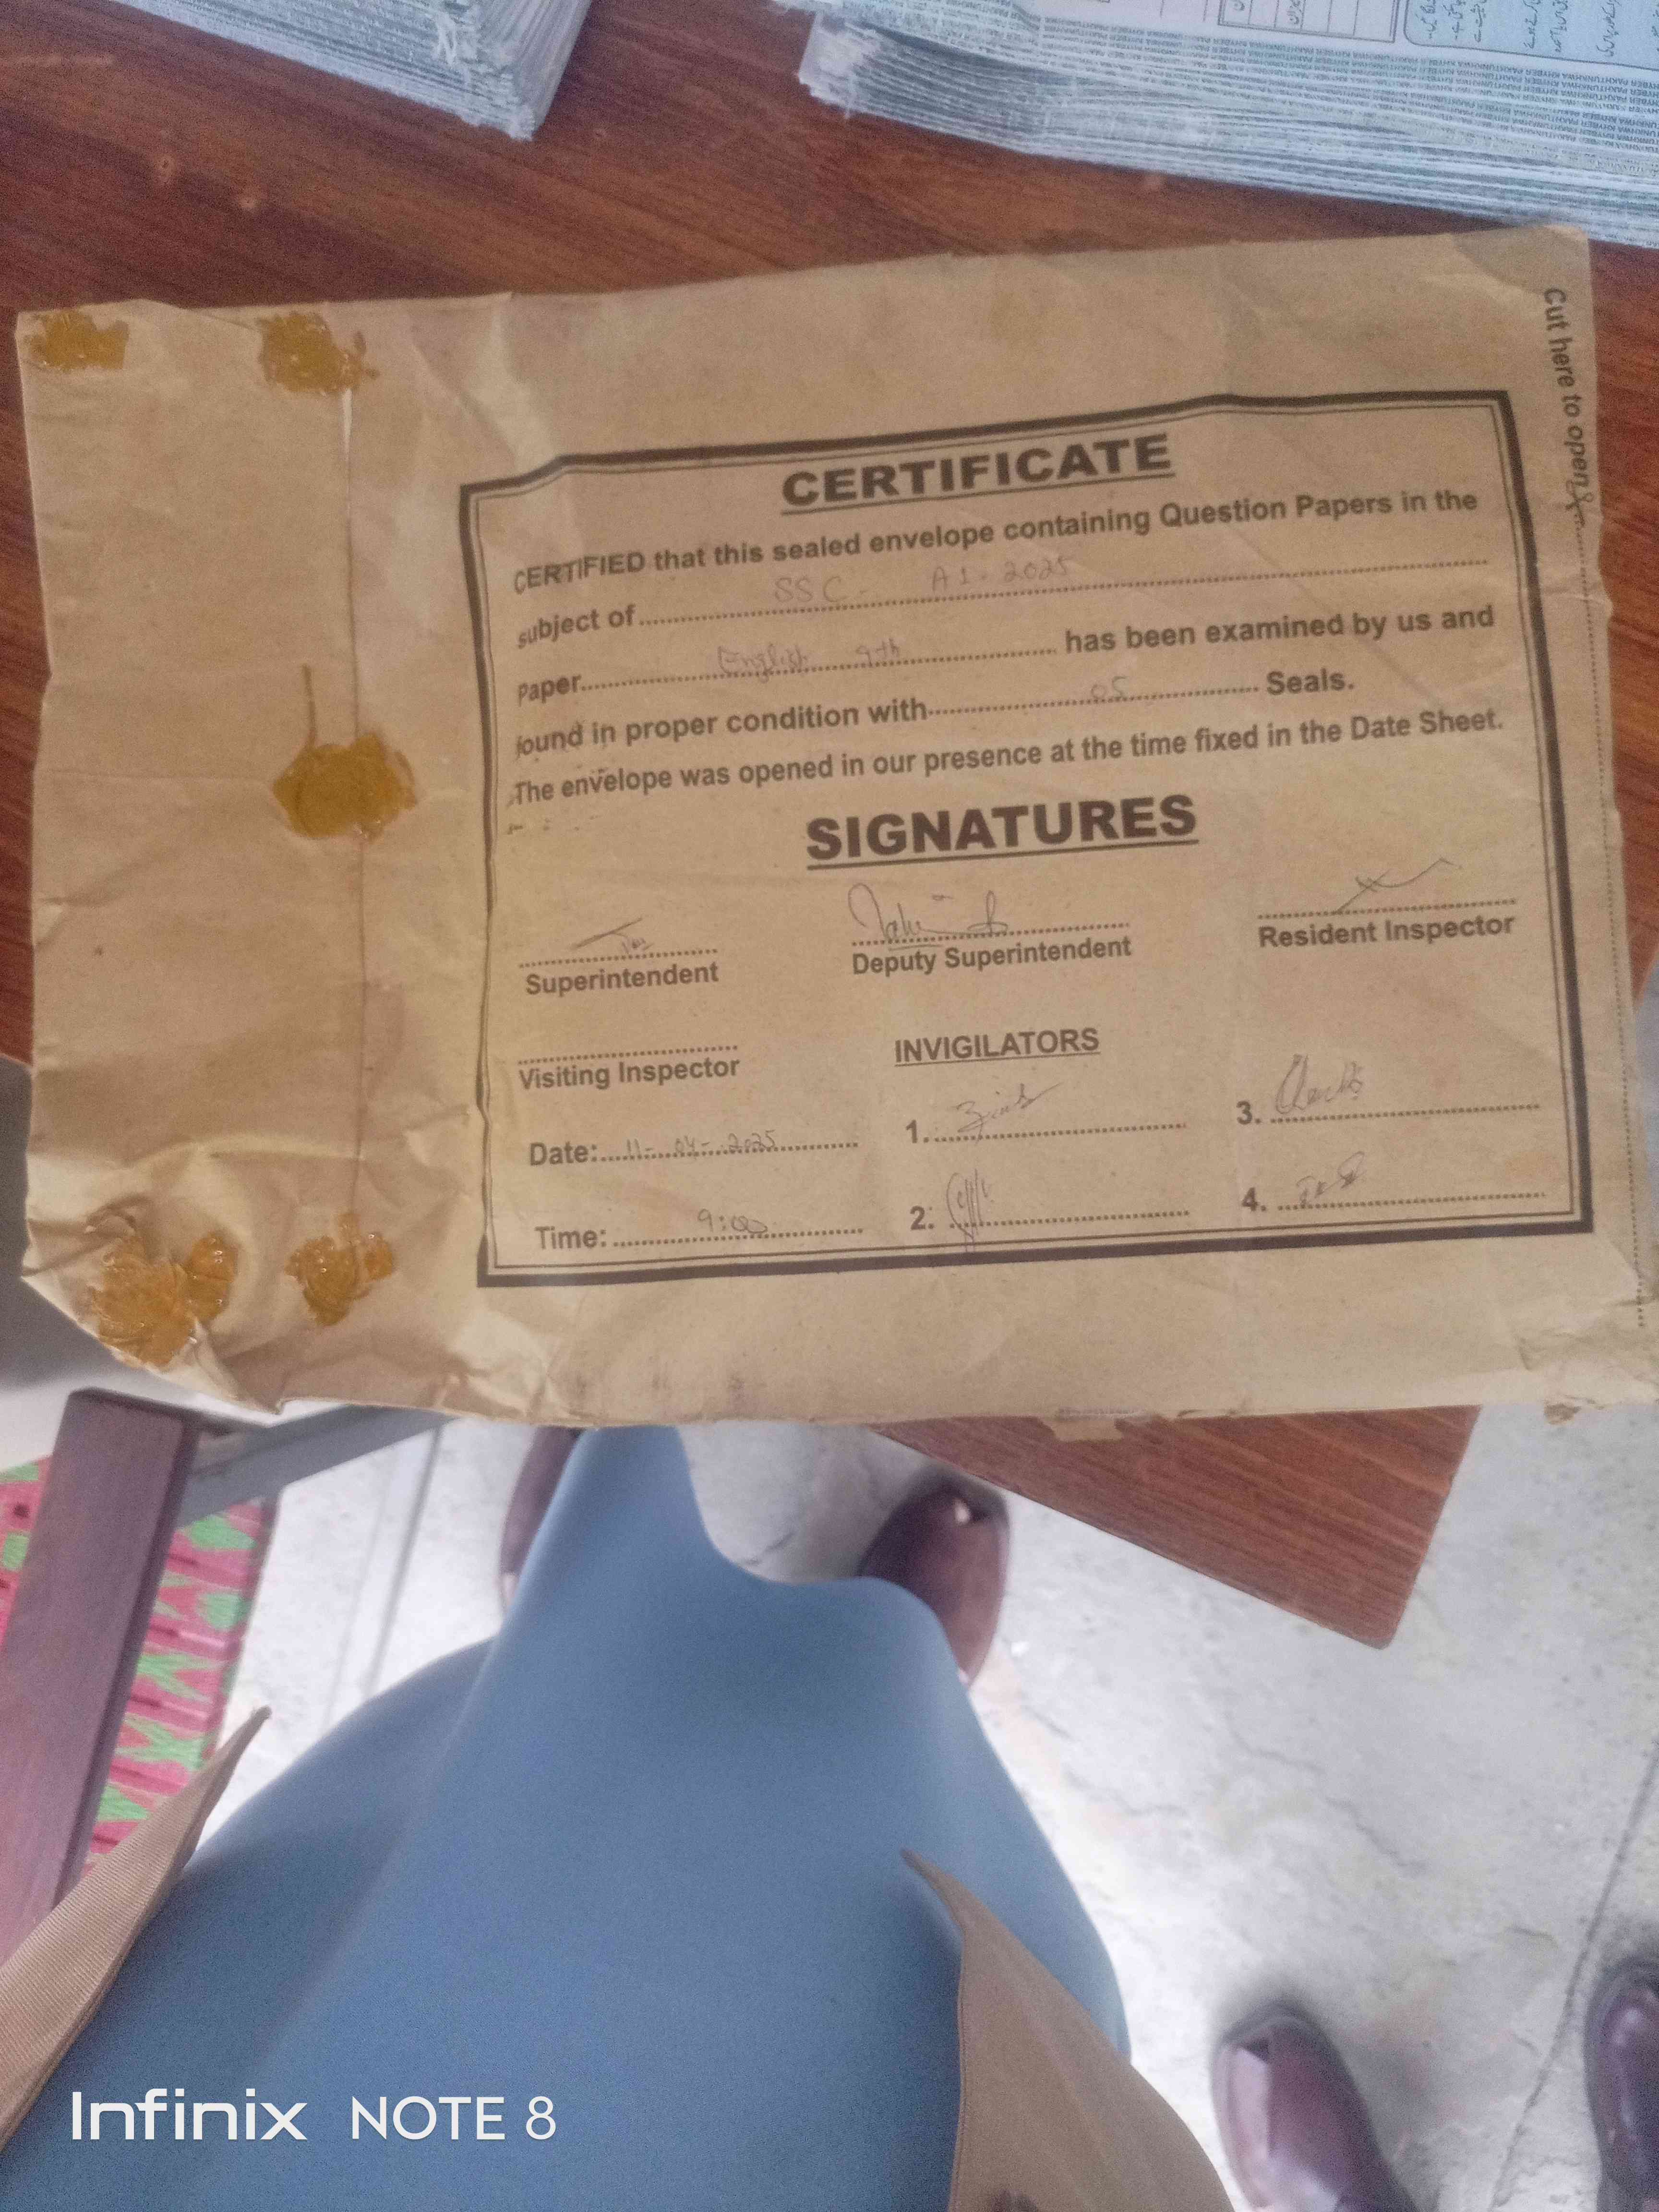 KHYBER PAKHTUNKHWA
Cut here to open
CERTIFICATE
CERTIFIED that this sealed envelope containing Question Papers in the
subject of SSC - A1-2025
Paper English 9th has been examined by us and
found in proper condition with 05 Seals.
The envelope was opened in our presence at the time fixed in the Date Sheet.
SIGNATURES
Superintendent
Deputy Superintendent
Resident Inspector
Visiting Inspector
INVIGILATORS
Date: 11-04-2025
1.
3.
Time: 9:00
2.
4.
Infinix NOTE 8